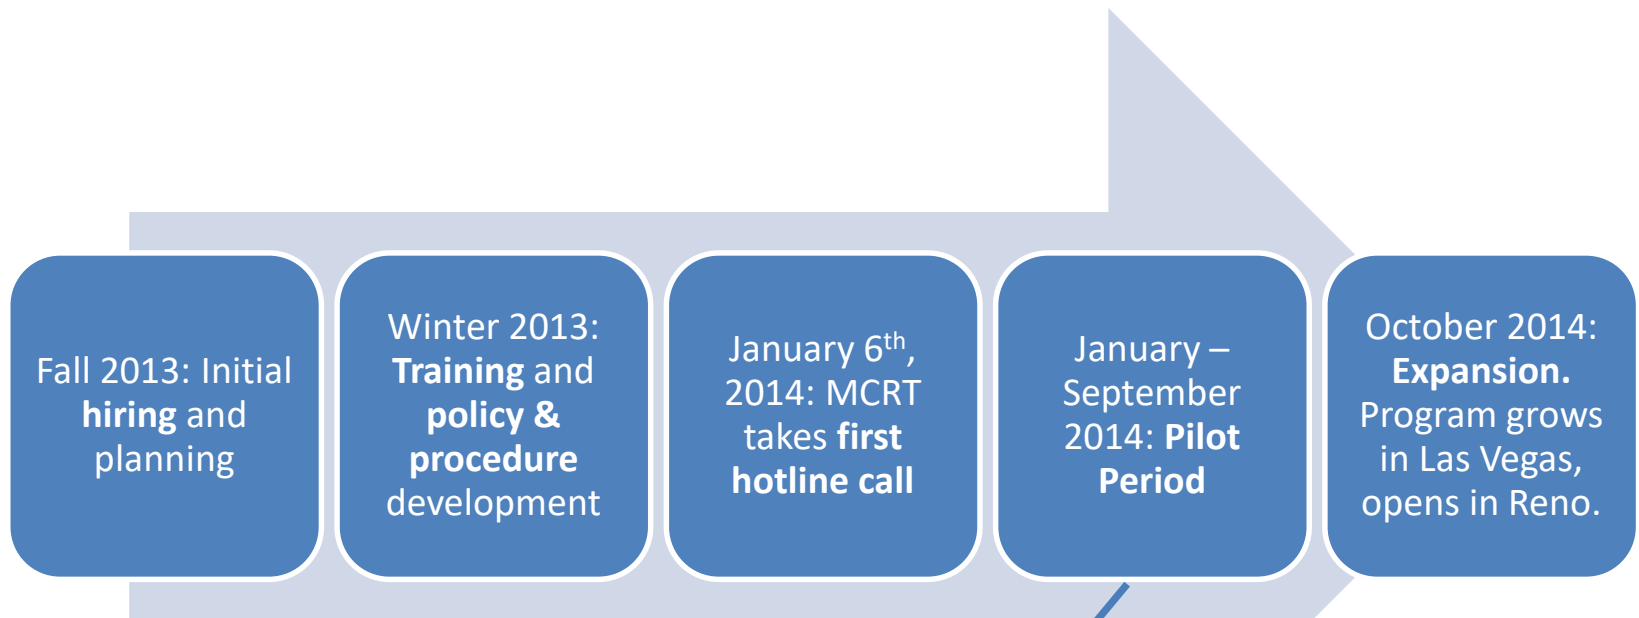 Fall 2013: Initial
hiring and
planning
Winter 2013:
Training and
policy &
procedure
development
January 6th,
2014: MCRT
takes first
hotline call
January –
September
2014: Pilot
Period
October 2014:
Expansion.
Program grows
in Las Vegas,
opens in Reno.